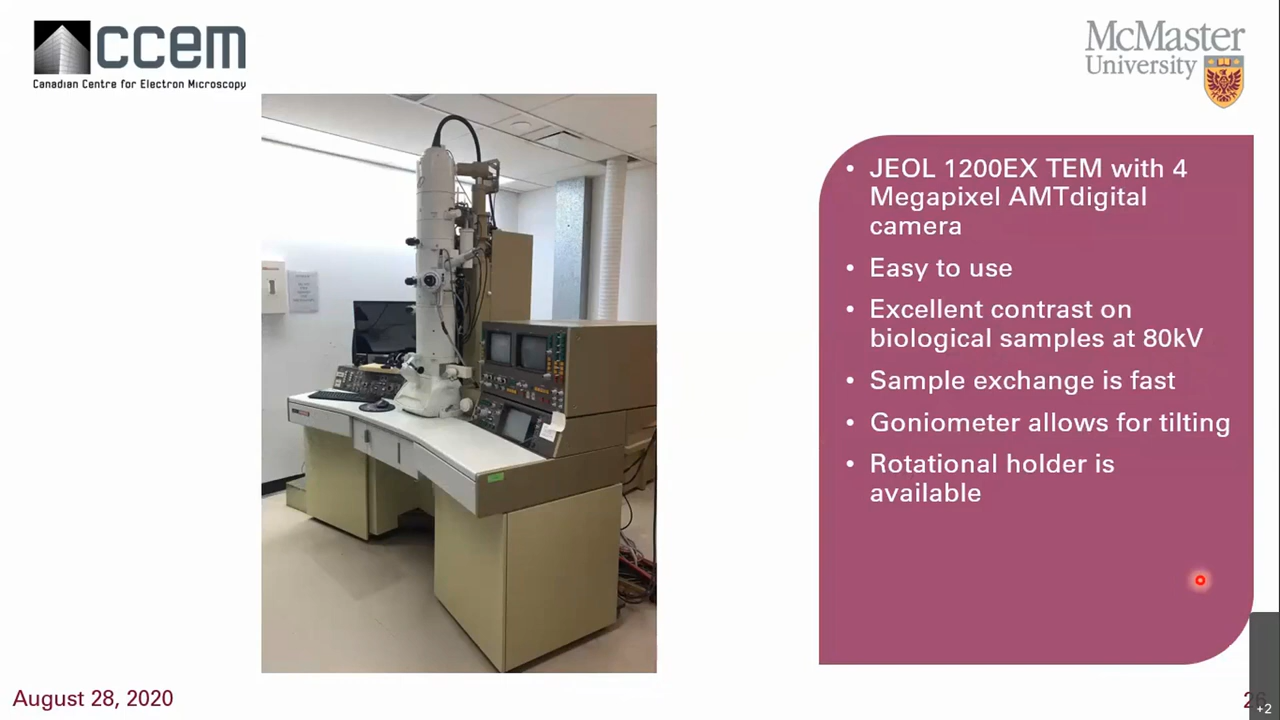 ccem
Canadian Centre for Electron Microscopy
McMaster
University
• JEOL 1200EX TEM with 4
Megapixel AMTdigital
camera
• Easy to use
• Excellent contrast on
biological samples at 80kV
• Sample exchange is fast
• Goniometer allows for tilting
• Rotational holder is
available
August 28, 2020
26
+2